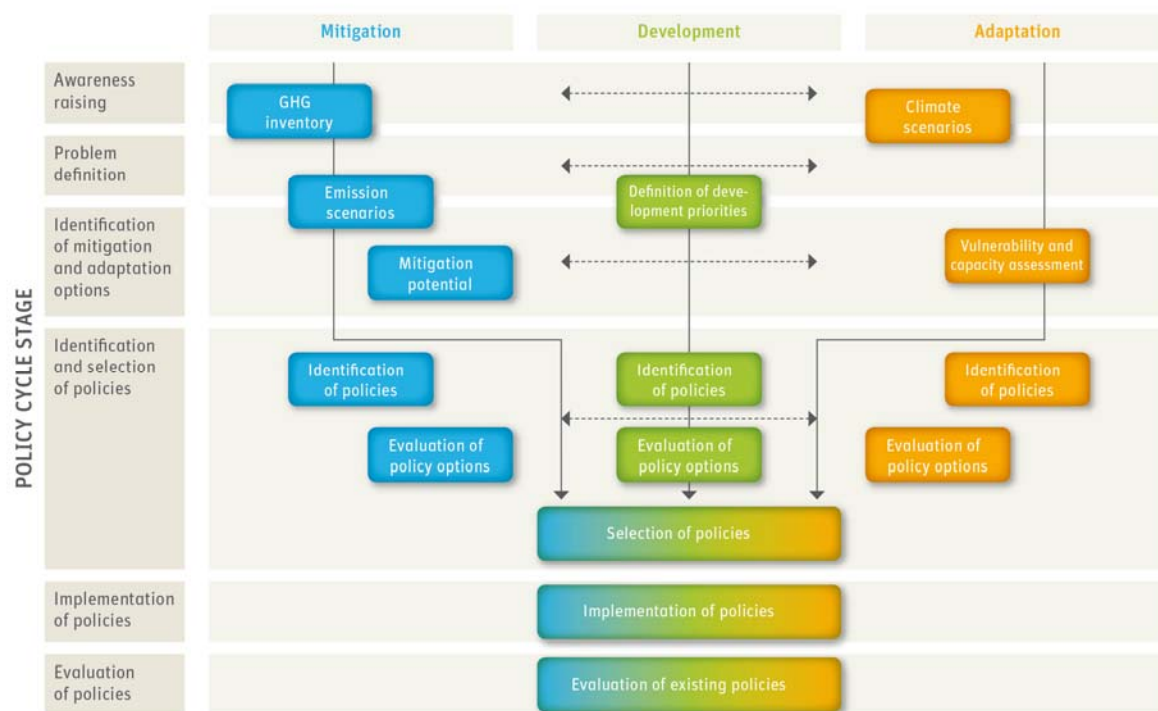 Mitigation
Development
Adaptation
POLICY CYCLE STAGE
Awareness
raising
GHG
inventory
Climate
scenarios
Problem
definition
Emission
scenarios
Definition of deve-
lopment priorities
Identification
of mitigation
and adaptation
options
Mitigation
potential
Vulnerability and
capacity assessment
Identification
and selection
of policies
Identification
of policies
Identification
of policies
Identification
of policies
Evaluation of
policy options
Evaluation of
policy options
Evaluation of
policy options
Selection of policies
Implementation
of policies
Implementation of policies
Evaluation
of policies
Evaluation of existing policies